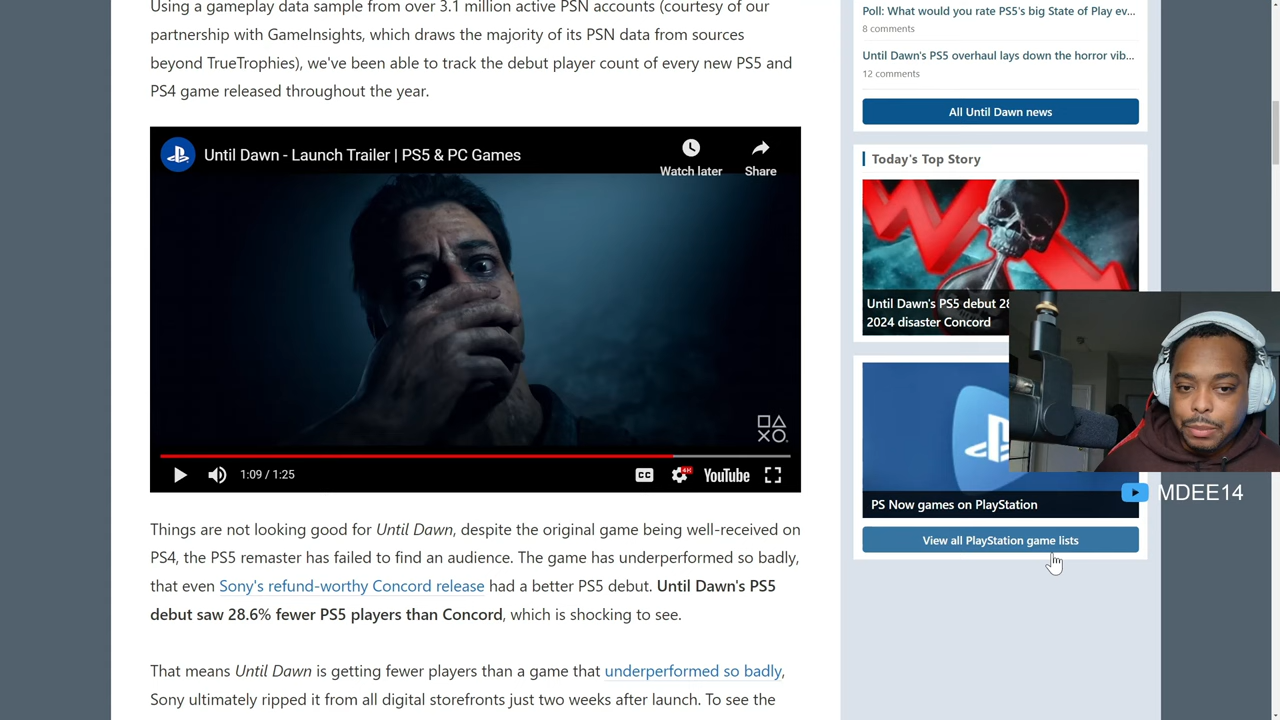 Using a gameplay data sample from over 3.1 million active PSN accounts (courtesy of our
partnership with GameInsights, which draws the majority of its PSN data from sources
beyond TrueTrophies), we've been able to track the debut player count of every new PS5 and
PS4 game released throughout the year.
Until Dawn - Launch Trailer | PS5 & PC Games
Watch later
Share
1:09 / 1:25
CC
YouTube
Things are not looking good for Until Dawn, despite the original game being well-received on
PS4, the PS5 remaster has failed to find an audience. The game has underperformed so badly,
that even Sony's refund-worthy Concord release had a better PS5 debut. Until Dawn's PS5
debut saw 28.6% fewer PS5 players than Concord, which is shocking to see.
That means Until Dawn is getting fewer players than a game that underperformed so badly,
Sony ultimately ripped it from all digital storefronts just two weeks after launch. To see the
Poll: What would you rate PS5's big State of Play ev...
8 comments
Until Dawn's PS5 overhaul lays down the horror vib...
12 comments
All Until Dawn news
Today's Top Story
Until Dawn's PS5 debut 28
2024 disaster Concord
PS Now games on PlayStation
View all PlayStation game lists
MDEE14